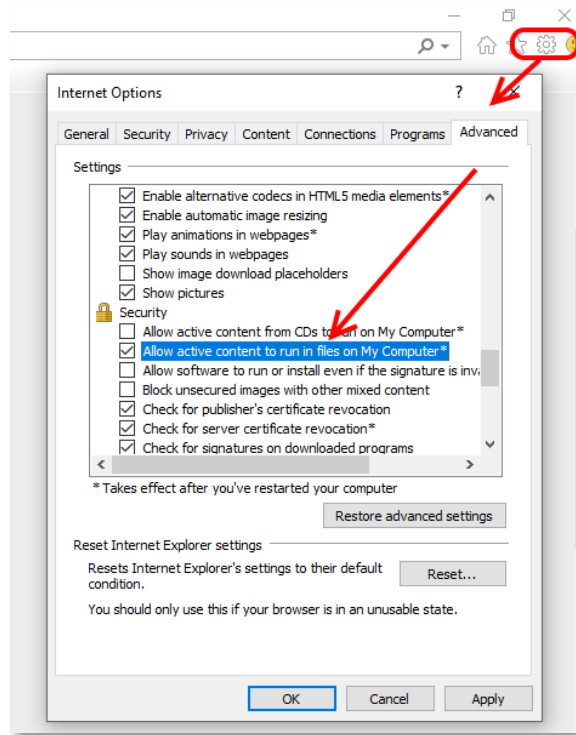 Internet Options ?
General Security Privacy Content Connections Programs Advanced
Settings
Enable alternative codecs in HTML5 media elements*
Enable automatic image resizing
Play animations in webpages*
Play sounds in webpages
Show image download placeholders
Show pictures
Security
Allow active content from CDs to run on My Computer*
Allow active content to run in files on My Computer*
Allow software to run or install even if the signature is
Block unsecured images with other mixed content
Check for publisher's certificate revocation
Check for server certificate revocation*
Check for signatures on downloaded programs
* Takes effect after you've restarted your computer
Restore advanced settings
Reset Internet Explorer settings
Resets Internet Explorer's settings to their default
condition.
Reset...
You should only use this if your browser is in an unusable state.
OK Cancel Apply